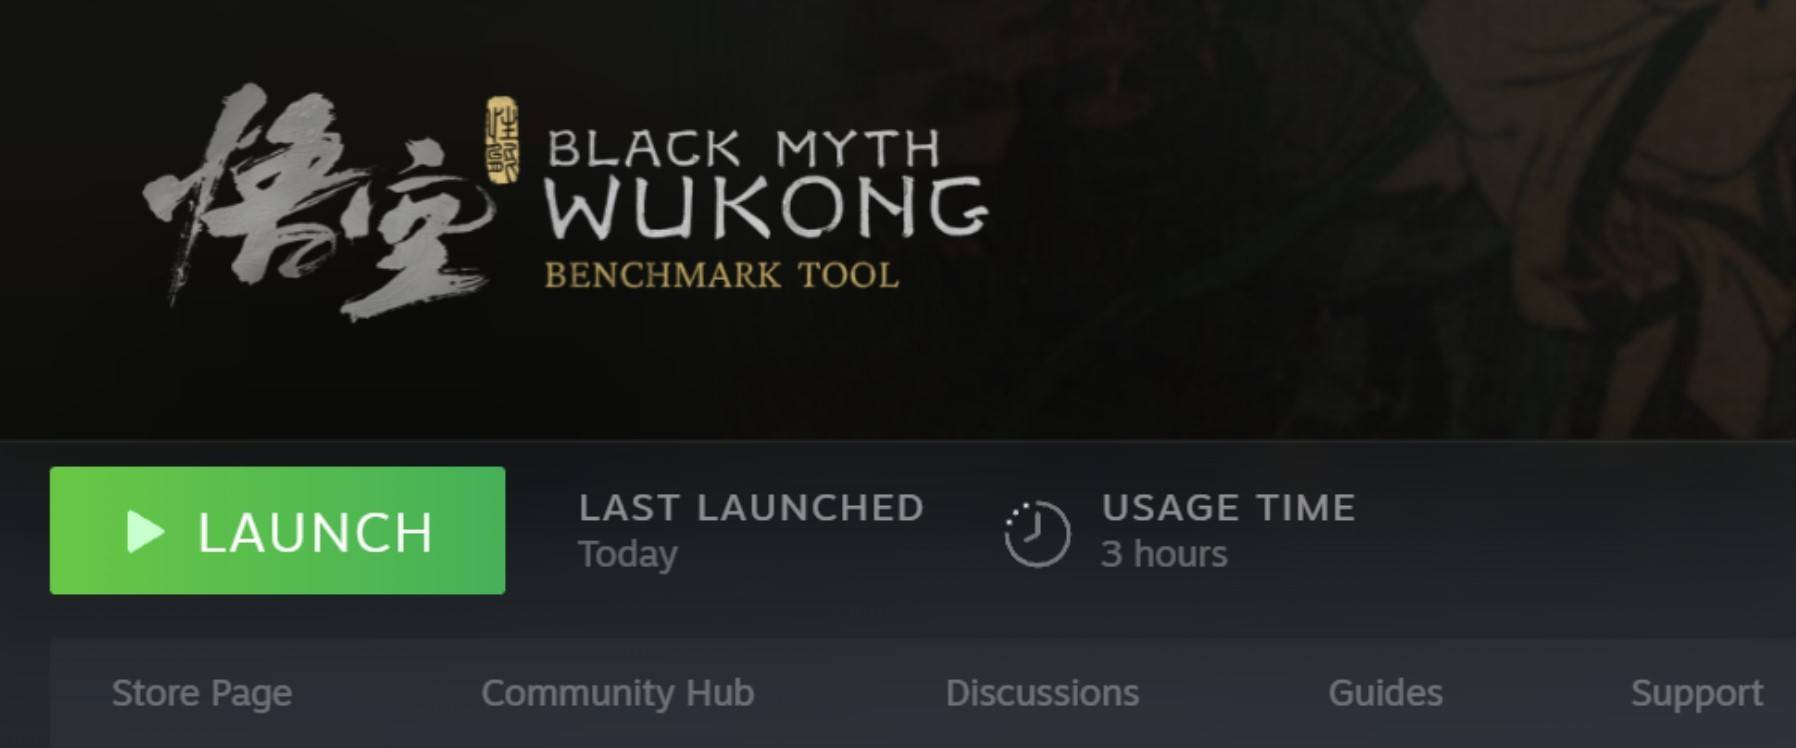 悟空
BLACK MYTH
WUKONG
BENCHMARK TOOL
LAUNCH
LAST LAUNCHED
Today
USAGE TIME
3 hours
Store Page
Community Hub
Discussions
Guides
Support